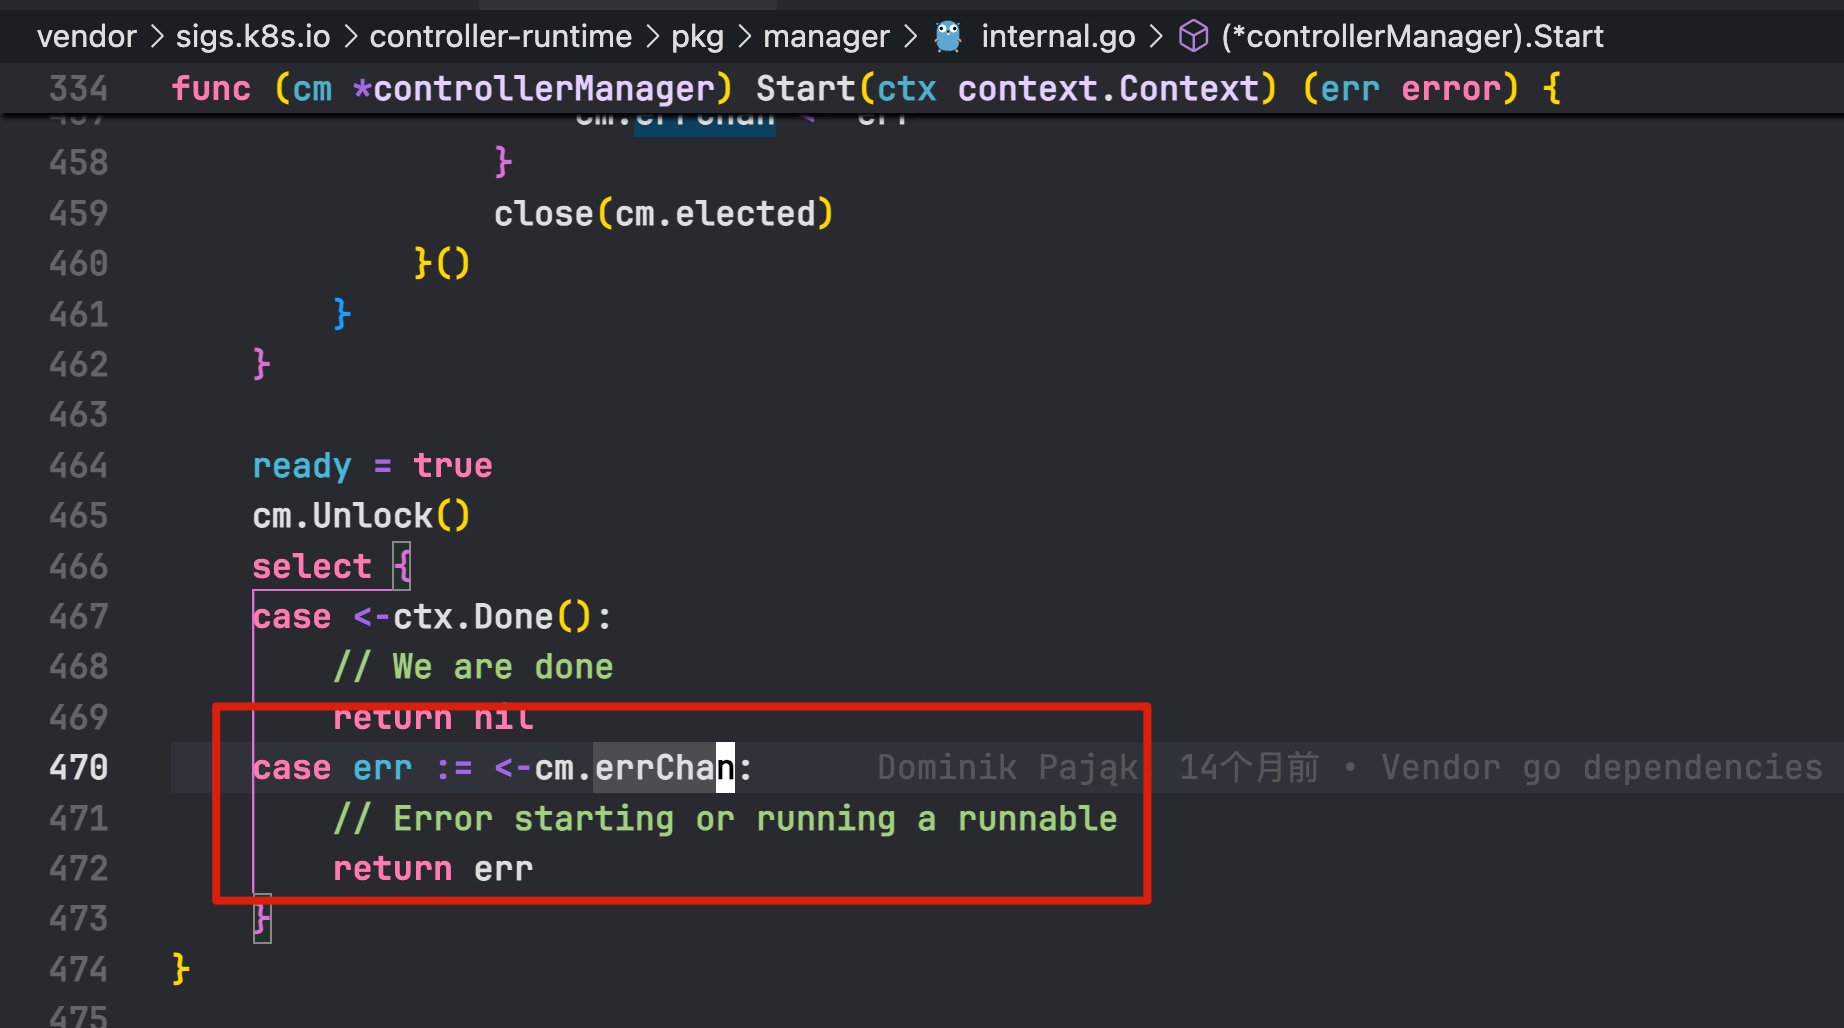 vendor > sigs.k8s.io > controller-runtime > pkg > manager > internal.go > (*controllerManager).Start
334 func (cm *controllerManager) Start(ctx context.Context) (err error) {
457 cm.errChan <- err
458 }
459 close(cm.elected)
460 }()
461 }
462 }
463
464 ready = true
465 cm.Unlock()
466 select {
467 case <-ctx.Done():
468 // We are done
469 return nil
470 case err := <-cm.errChan: Dominik Pająk 14个月前 • Vendor go dependencies
471 // Error starting or running a runnable
472 return err
473 }
474 }
475